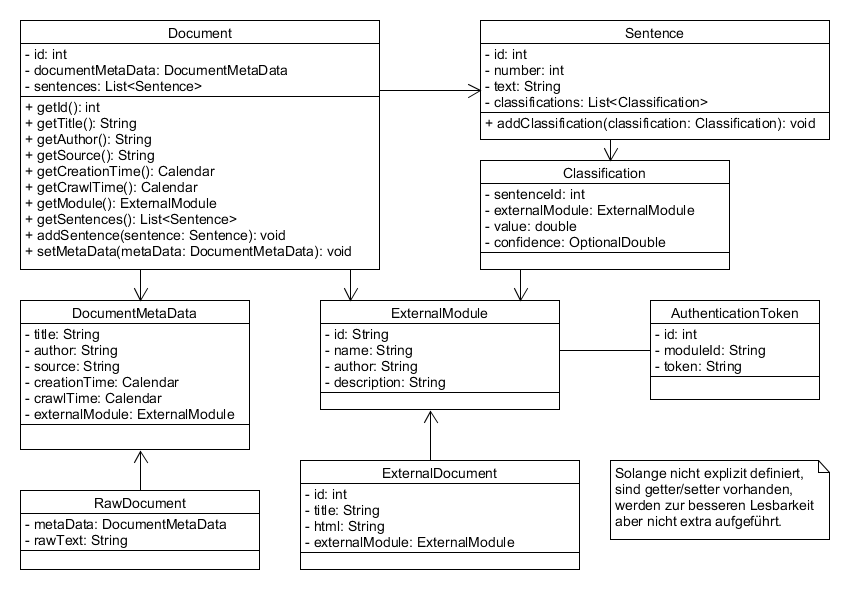 Document
- id: int
- documentMetaData: DocumentMetaData
- sentences: List<Sentence>
+ getId(): int
+ getTitle(): String
+ getAuthor(): String
+ getSource(): String
+ getCreationTime(): Calendar
+ getCrawlTime(): Calendar
+ getModule(): ExternalModule
+ getSentences(): List<Sentence>
+ addSentence(sentence: Sentence): void
+ setMetaData(metaData: DocumentMetaData): void
Sentence
- id: int
- number: int
- text: String
- classifications: List<Classification>
+ addClassification(classification: Classification): void
Classification
- sentenceId: int
- externalModule: ExternalModule
- value: double
- confidence: OptionalDouble
DocumentMetaData
- title: String
- author: String
- source: String
- creationTime: Calendar
- crawlTime: Calendar
- externalModule: ExternalModule
ExternalModule
- id: String
- name: String
- author: String
- description: String
AuthenticationToken
- id: int
- moduleId: String
- token: String
RawDocument
- metaData: DocumentMetaData
- rawText: String
ExternalDocument
- id: int
- title: String
- html: String
- externalModule: ExternalModule
Solange nicht explizit definiert,
sind getter/setter vorhanden,
werden zur besseren Lesbarkeit
aber nicht extra aufgeführt.